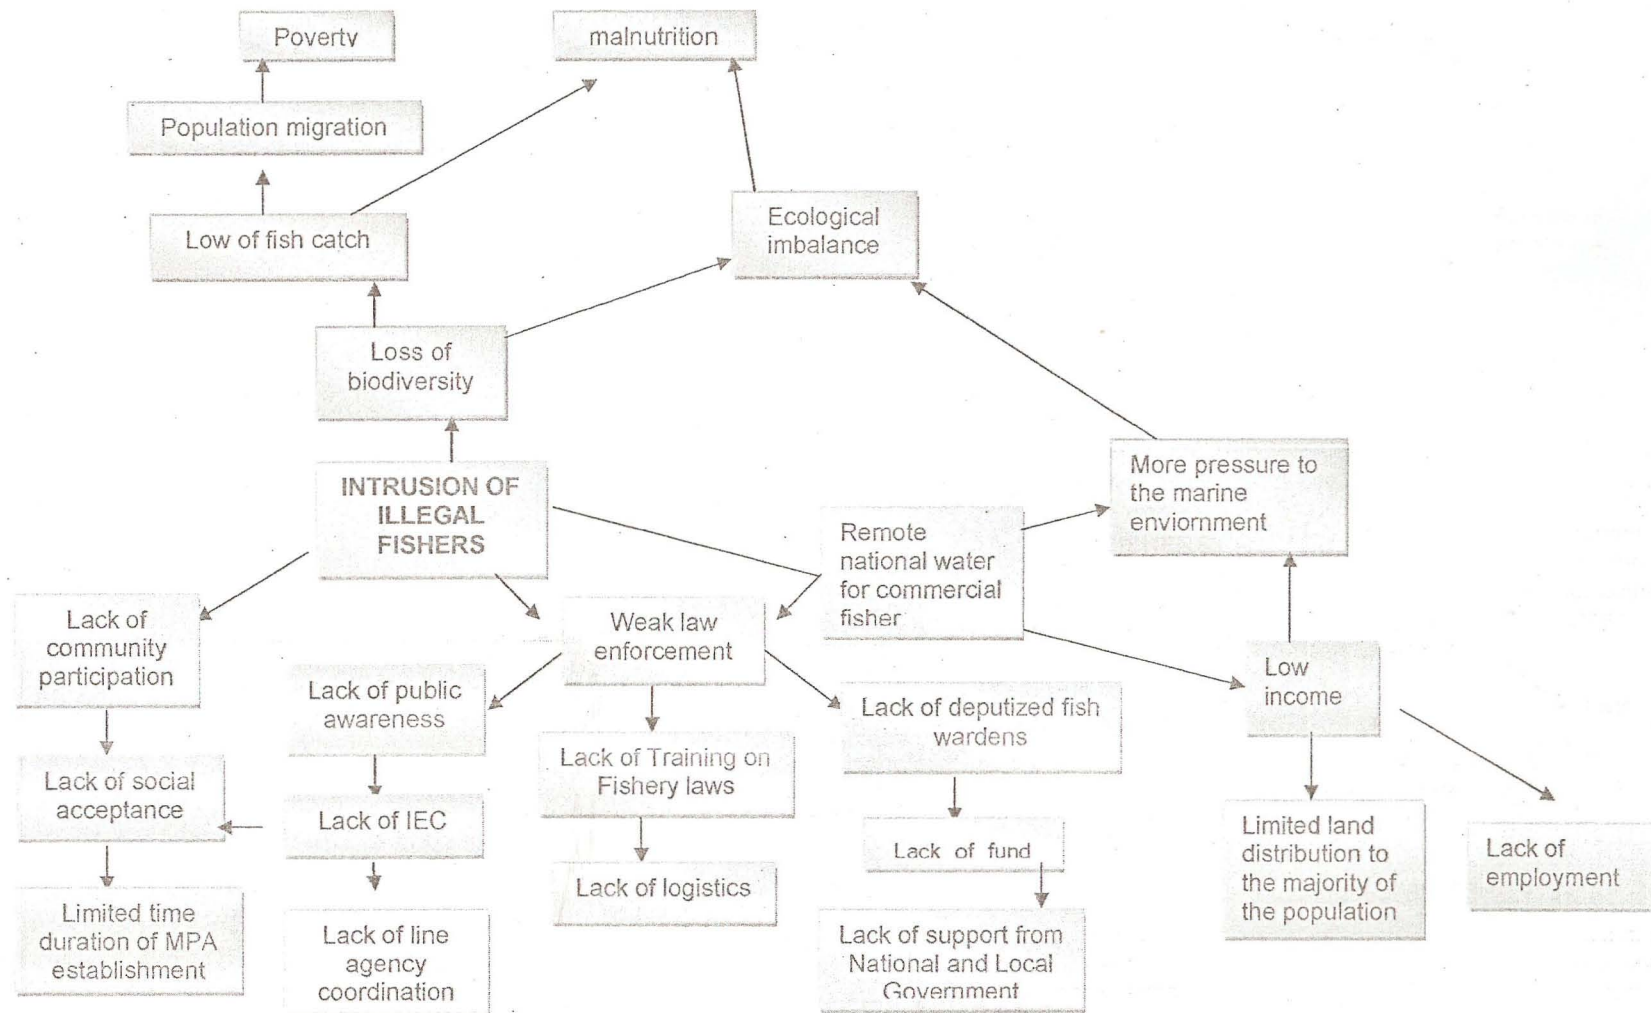 Poverty
malnutrition
Population migration
Low of fish catch
Ecological
imbalance
Loss of
biodiversity
INTRUSION OF
ILLEGAL
FISHERS
More pressure to
the marine
enviornment
Remote
national water
for commercial
fisher
Lack of
community
participation
Weak law
enforcement
Low
income
Lack of public
awareness
Lack of deputized fish
wardens
Lack of Training on
Fishery laws
Lack of social
acceptance
Lack of IEC
Lack of fund
Limited land
distribution to
the majority of
the population
Lack of
employment
Lack of logistics
Limited time
duration of MPA
establishment
Lack of line
agency
coordination
Lack of support from
National and Local
Government